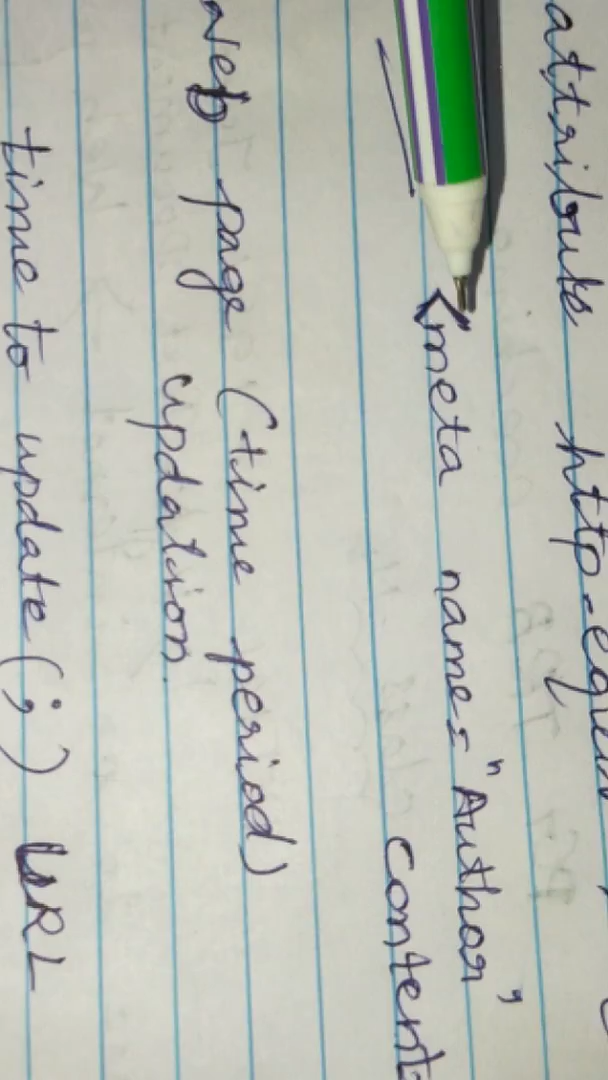 attribute http-equiv
<meta name="Author"
content
Web page (time period)
updation.
time to update (;) URL